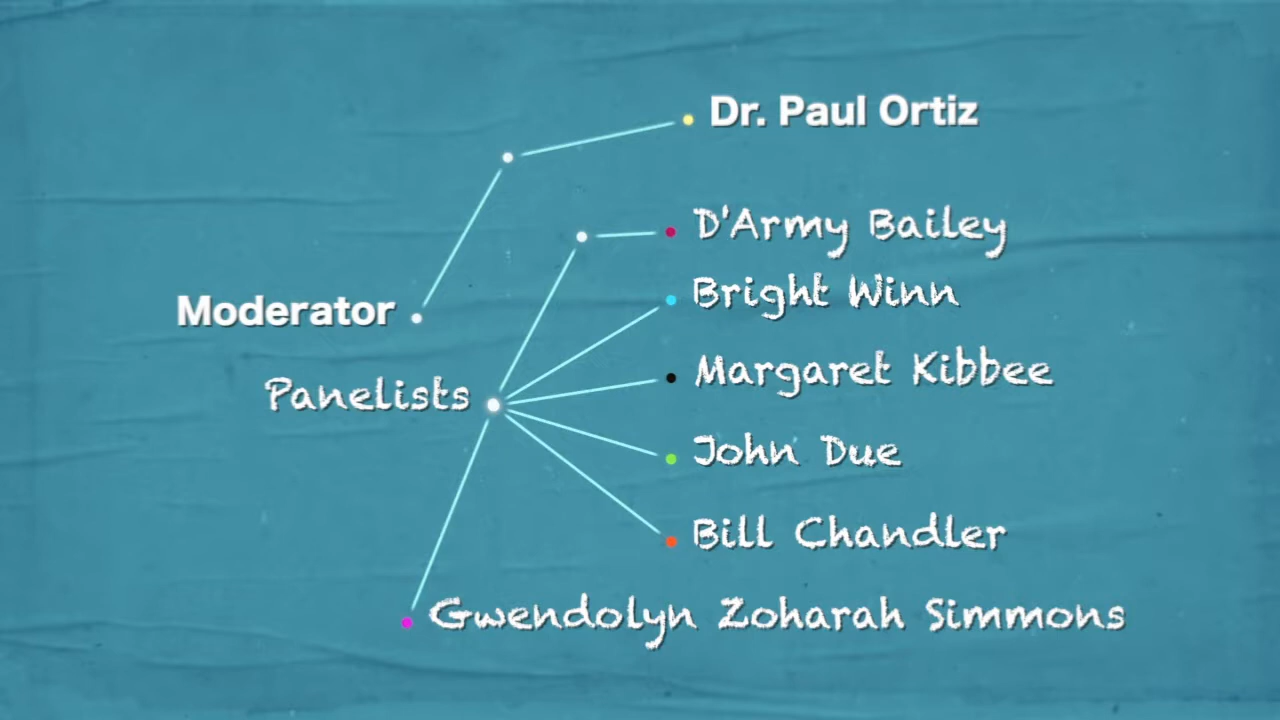 Dr. Paul Ortiz
D'Army Bailey
Bright Winn
Moderator
Margaret Kibbee
Panelists
John Due
Bill Chandler
Gwendolyn Zoharah Simmons